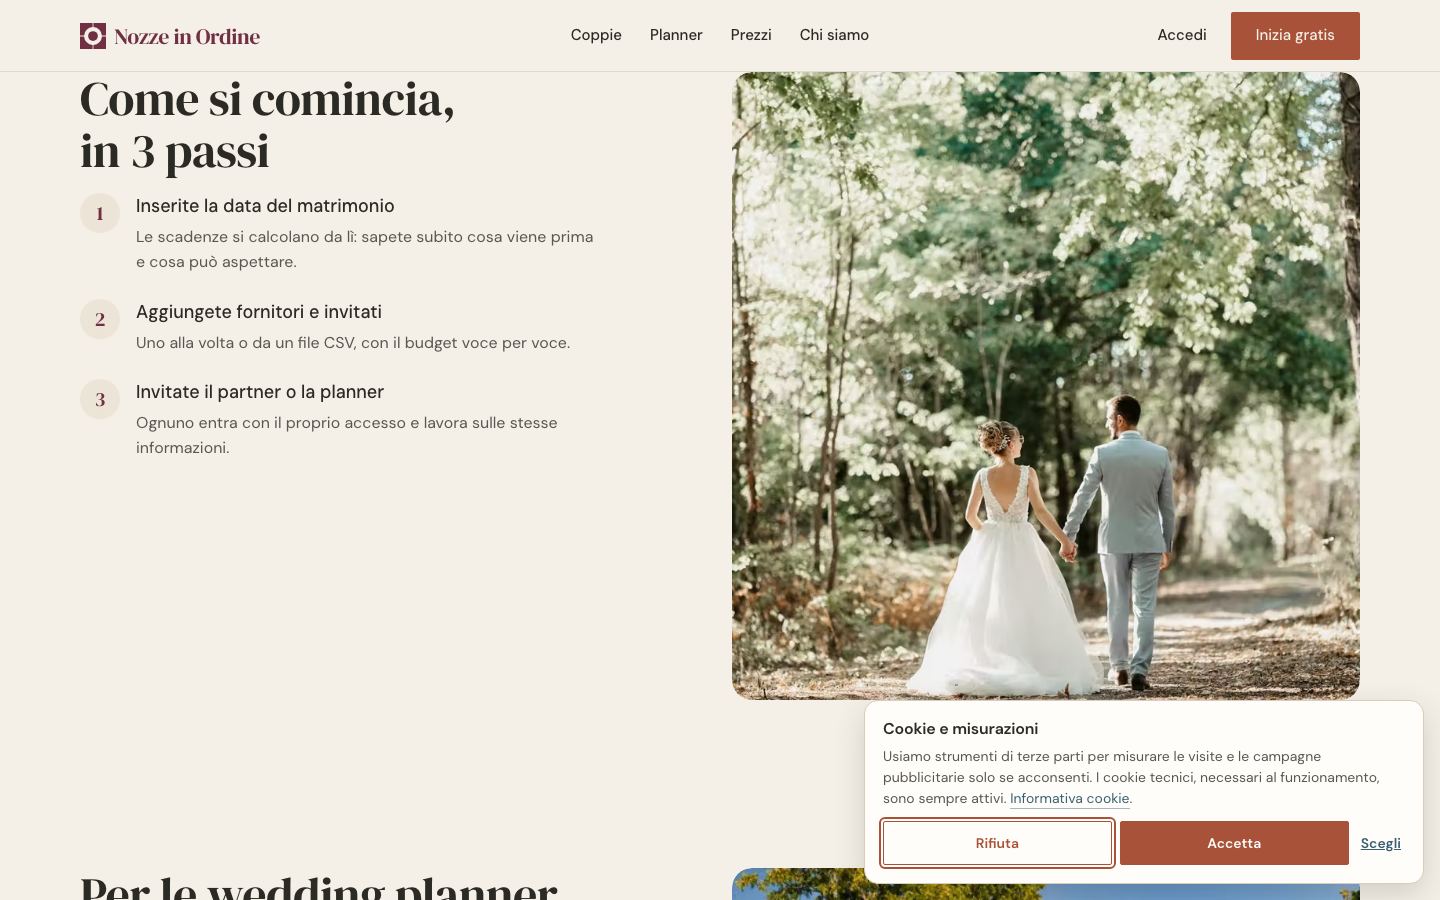 Nozze in Ordine
Coppie
Planner
Prezzi
Chi siamo
Accedi
Inizia gratis
Come si comincia,
in 3 passi
1
Inserite la data del matrimonio
Le scadenze si calcolano da lì: sapete subito cosa viene prima
e cosa può aspettare.
2
Aggiungete fornitori e invitati
Uno alla volta o da un file CSV, con il budget voce per voce.
3
Invitate il partner o la planner
Ognuno entra con il proprio accesso e lavora sulle stesse
informazioni.
Cookie e misurazioni
Usiamo strumenti di terze parti per misurare le visite e le campagne
pubblicitarie solo se acconsenti. I cookie tecnici, necessari al funzionamento,
sono sempre attivi. Informativa cookie.
Rifiuta
Accetta
Scegli
Per le wedding planner